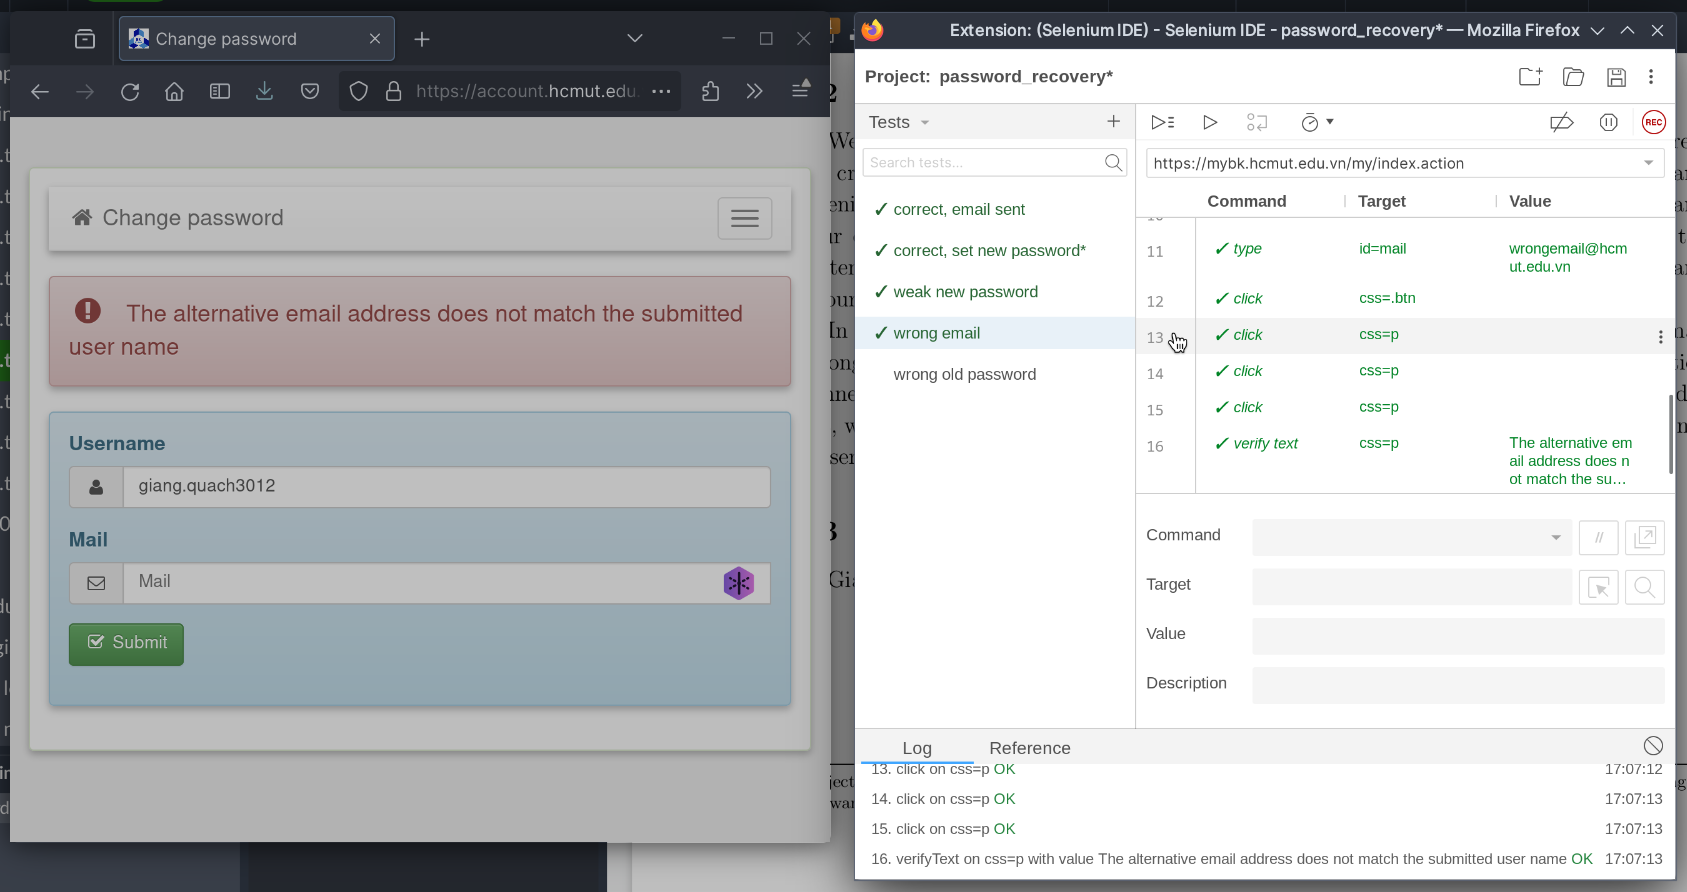 Change password
https://account.hcmut.edu.
Change password
The alternative email address does not match the submitted
user name
Username
giang.quach3012
Mail
Mail
Submit
Extension: (Selenium IDE) - Selenium IDE - password_recovery* — Mozilla Firefox
Project: password_recovery*
Tests
Search tests...
✓ correct, email sent
✓ correct, set new password*
✓ weak new password
✓ wrong email
wrong old password
REC
https://mybk.hcmut.edu.vn/my/index.action
Command Target Value
11 ✓ type id=mail wrongemail@hcm
ut.edu.vn
12 ✓ click css=.btn
13 ✓ click css=p
14 ✓ click css=p
15 ✓ click css=p
16 ✓ verify text css=p The alternative em
ail address does n
ot match the su...
Command //
Target
Value
Description
Log Reference
13. click on css=p OK 17:07:12
14. click on css=p OK 17:07:13
15. click on css=p OK 17:07:13
16. verifyText on css=p with value The alternative email address does not match the submitted user name OK 17:07:13